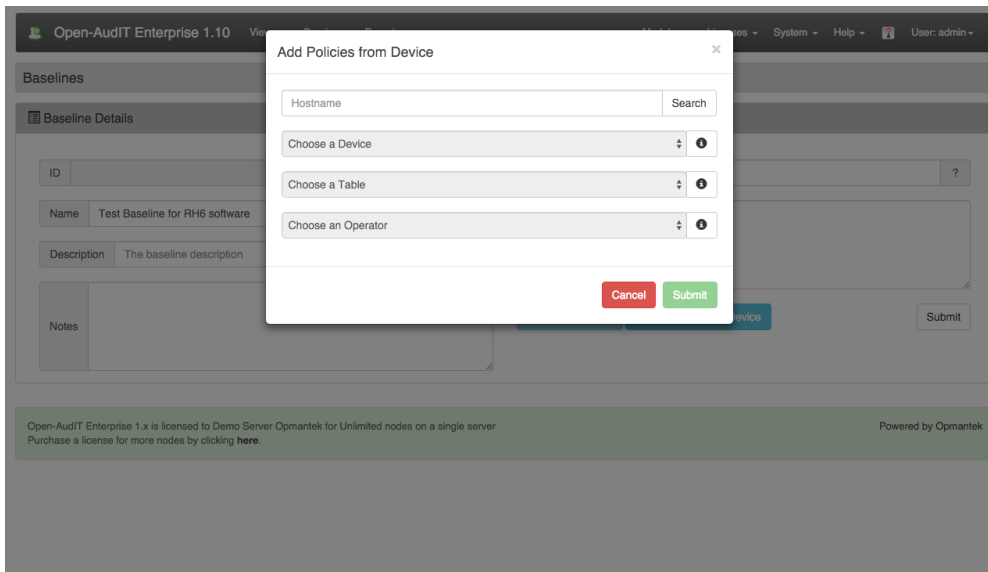 Open-AudIT Enterprise 1.10
System Help User: admin
Add Policies from Device
×
Baselines
Hostname Search
Baseline Details
Choose a Device
ID ?
Choose a Table
Name Test Baseline for RH6 software
Choose an Operator
Description The baseline description
Cancel Submit
Notes
Submit
Open-AudIT Enterprise 1.x is licensed to Demo Server Opmantek for Unlimited nodes on a single server
Powered by Opmantek
Purchase a license for more nodes by clicking here.